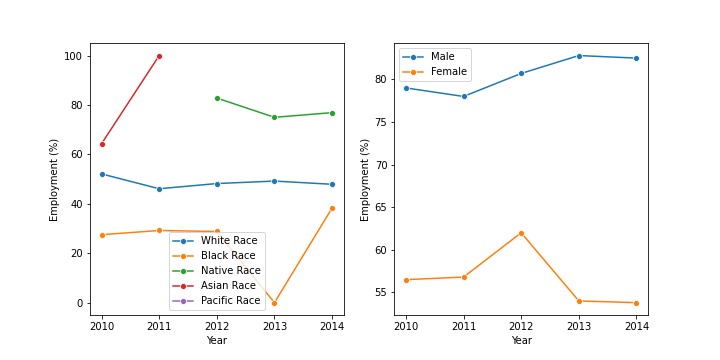 100
80
60
40
20
0
Employment (%)
2010 2011 2012 2013 2014
Year
White Race
Black Race
Native Race
Asian Race
Pacific Race
Male
Female
80
75
70
65
60
55
Employment (%)
2010 2011 2012 2013 2014
Year